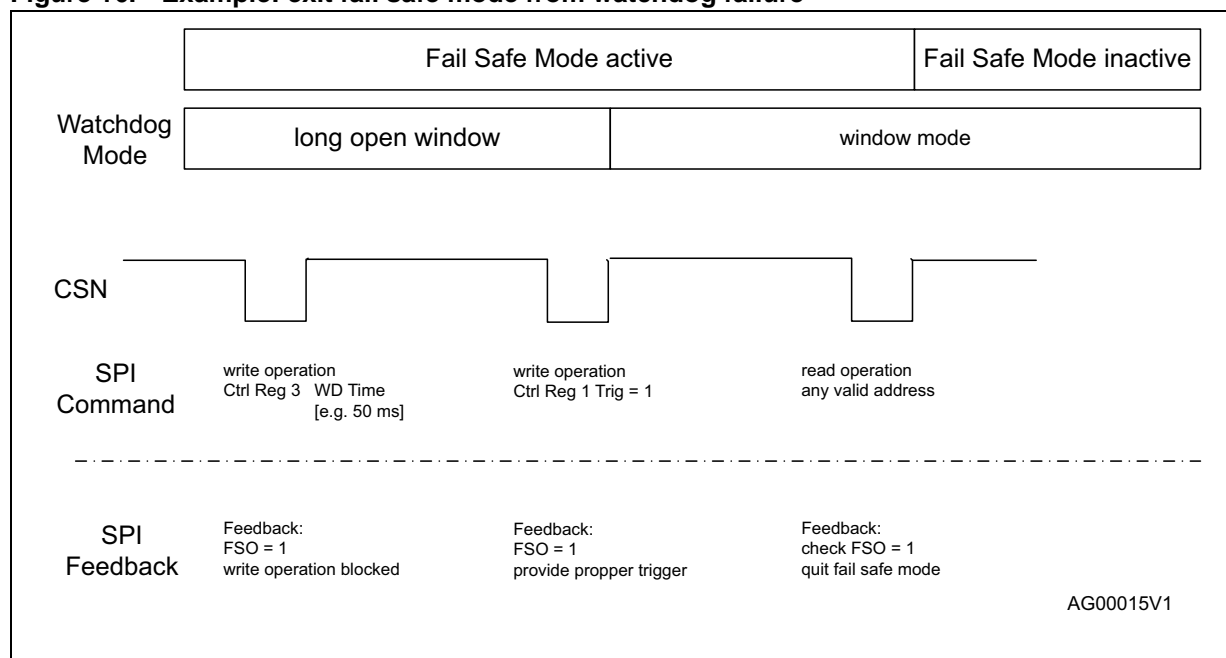 Fail Safe Mode active
Fail Safe Mode inactive
Watchdog
Mode
long open window
window mode
CSN
SPI
Command
write operation
Ctrl Reg 3 WD Time
[e.g. 50 ms]
write operation
Ctrl Reg 1 Trig = 1
read operation
any valid address
SPI
Feedback
Feedback:
FSO = 1
write operation blocked
Feedback:
FSO = 1
provide propper trigger
Feedback:
check FSO = 1
quit fail safe mode
AG00015V1